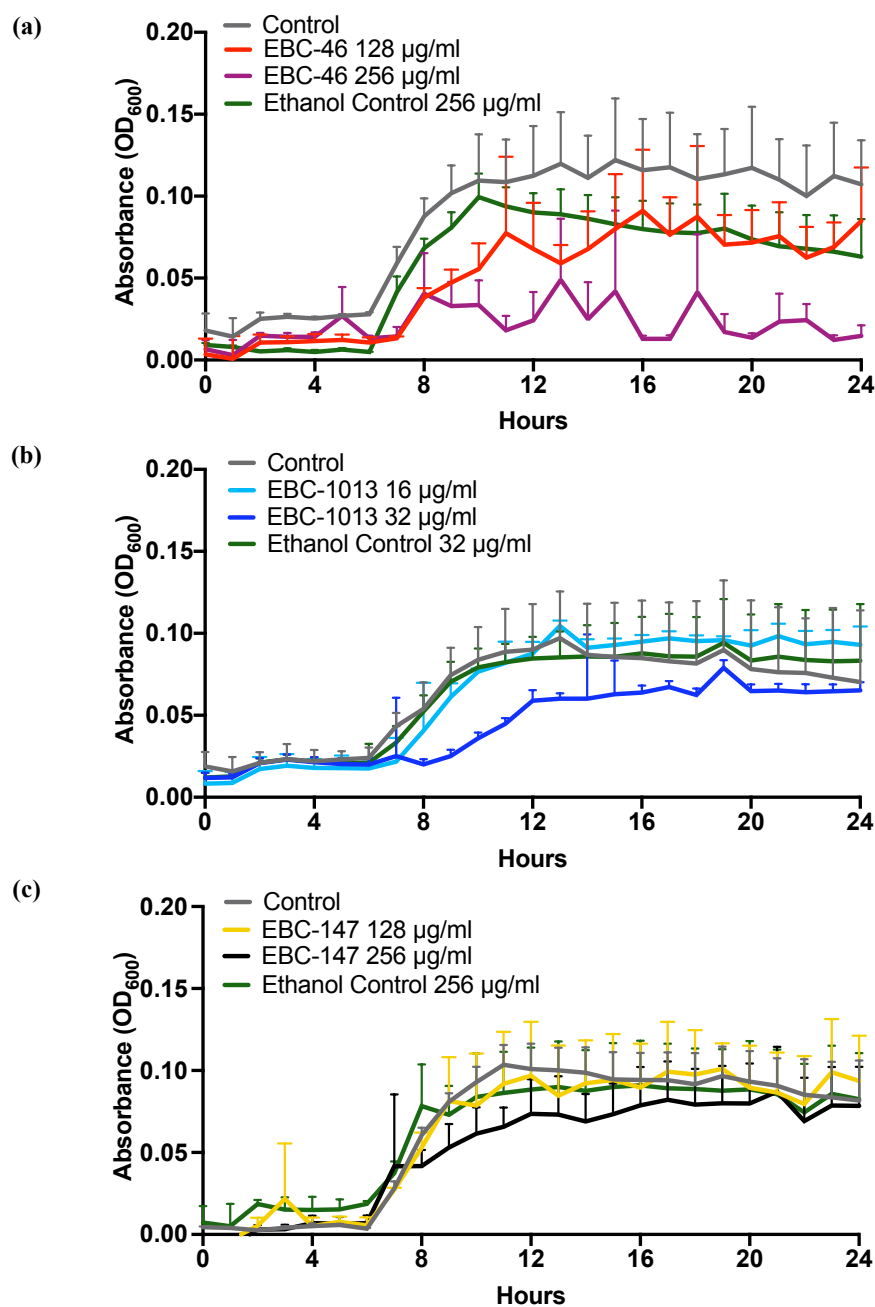 (a)
Control
EBC-46 128 µg/ml
EBC-46 256 µg/ml
Ethanol Control 256 µg/ml
Absorbance (OD600)
0.20
0.15
0.10
0.05
0.00
0 4 8 12 16 20 24
Hours
(b)
Control
EBC-1013 16 µg/ml
EBC-1013 32 µg/ml
Ethanol Control 32 µg/ml
Absorbance (OD600)
0.20
0.15
0.10
0.05
0.00
0 4 8 12 16 20 24
Hours
(c)
Control
EBC-147 128 µg/ml
EBC-147 256 µg/ml
Ethanol Control 256 µg/ml
Absorbance (OD600)
0.20
0.15
0.10
0.05
0.00
0 4 8 12 16 20 24
Hours